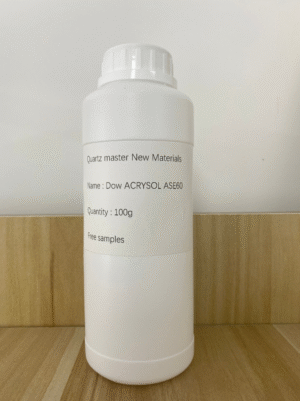 Quartz master New Materials
Name : Dow ACRYSOL ASE60
Quantity : 100g
Free samples